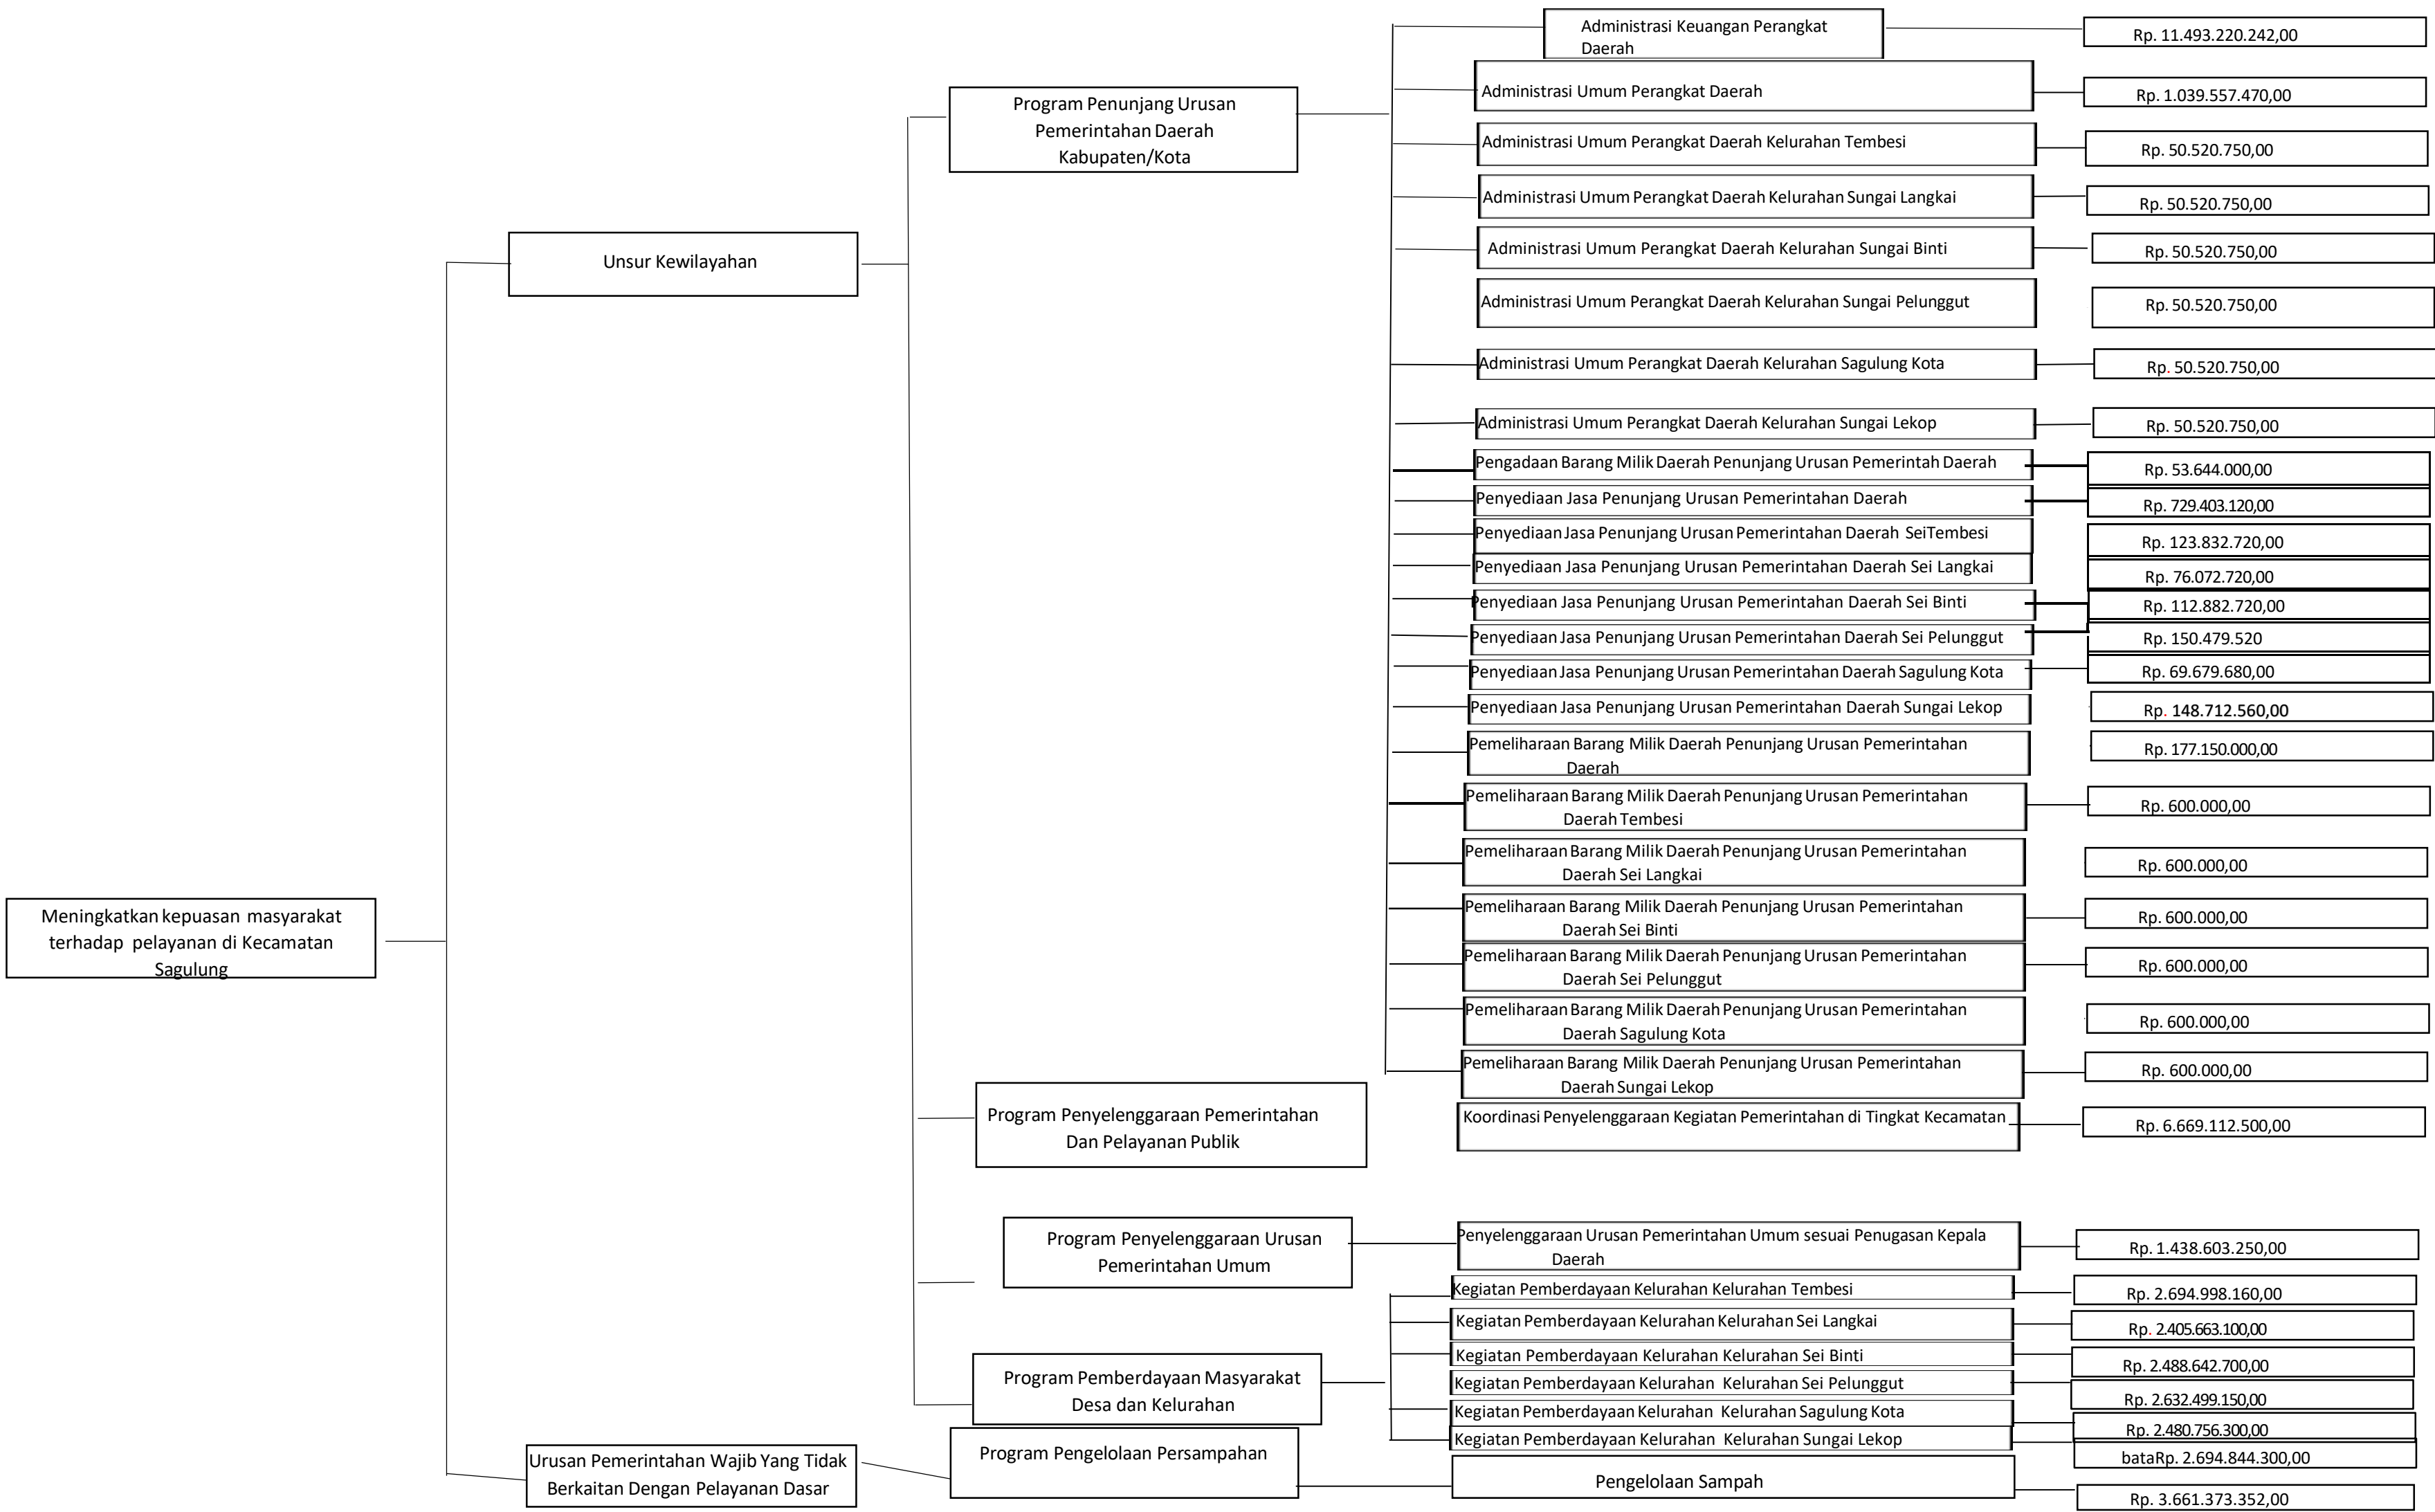 Meningkatkan kepuasan masyarakat
terhadap pelayanan di Kecamatan
Sagulung
Unsur Kewilayahan
Urusan Pemerintahan Wajib Yang Tidak
Berkaitan Dengan Pelayanan Dasar
Program Penunjang Urusan
Pemerintahan Daerah
Kabupaten/Kota
Program Penyelenggaraan Pemerintahan
Dan Pelayanan Publik
Program Penyelenggaraan Urusan
Pemerintahan Umum
Program Pemberdayaan Masyarakat
Desa dan Kelurahan
Program Pengelolaan Persampahan
Administrasi Keuangan Perangkat
Daerah
Rp. 11.493.220.242,00
Administrasi Umum Perangkat Daerah
Rp. 1.039.557.470,00
Administrasi Umum Perangkat Daerah Kelurahan Tembesi
Rp. 50.520.750,00
Administrasi Umum Perangkat Daerah Kelurahan Sungai Langkai
Rp. 50.520.750,00
Administrasi Umum Perangkat Daerah Kelurahan Sungai Binti
Rp. 50.520.750,00
Administrasi Umum Perangkat Daerah Kelurahan Sungai Pelunggut
Rp. 50.520.750,00
Administrasi Umum Perangkat Daerah Kelurahan Sagulung Kota
Rp. 50.520.750,00
Administrasi Umum Perangkat Daerah Kelurahan Sungai Lekop
Rp. 50.520.750,00
Pengadaan Barang Milik Daerah Penunjang Urusan Pemerintah Daerah
Rp. 53.644.000,00
Penyediaan Jasa Penunjang Urusan Pemerintahan Daerah
Rp. 729.403.120,00
Penyediaan Jasa Penunjang Urusan Pemerintahan Daerah SeiTembesi
Rp. 123.832.720,00
Penyediaan Jasa Penunjang Urusan Pemerintahan Daerah Sei Langkai
Rp. 76.072.720,00
Penyediaan Jasa Penunjang Urusan Pemerintahan Daerah Sei Binti
Rp. 112.882.720,00
Penyediaan Jasa Penunjang Urusan Pemerintahan Daerah Sei Pelunggut
Rp. 150.479.520
Penyediaan Jasa Penunjang Urusan Pemerintahan Daerah Sagulung Kota
Rp. 69.679.680,00
Penyediaan Jasa Penunjang Urusan Pemerintahan Daerah Sungai Lekop
Rp. 148.712.560,00
Pemeliharaan Barang Milik Daerah Penunjang Urusan Pemerintahan
Daerah
Rp. 177.150.000,00
Pemeliharaan Barang Milik Daerah Penunjang Urusan Pemerintahan
Daerah Tembesi
Rp. 600.000,00
Pemeliharaan Barang Milik Daerah Penunjang Urusan Pemerintahan
Daerah Sei Langkai
Rp. 600.000,00
Pemeliharaan Barang Milik Daerah Penunjang Urusan Pemerintahan
Daerah Sei Binti
Rp. 600.000,00
Pemeliharaan Barang Milik Daerah Penunjang Urusan Pemerintahan
Daerah Sei Pelunggut
Rp. 600.000,00
Pemeliharaan Barang Milik Daerah Penunjang Urusan Pemerintahan
Daerah Sagulung Kota
Rp. 600.000,00
Pemeliharaan Barang Milik Daerah Penunjang Urusan Pemerintahan
Daerah Sungai Lekop
Rp. 600.000,00
Koordinasi Penyelenggaraan Kegiatan Pemerintahan di Tingkat Kecamatan
Rp. 6.669.112.500,00
Penyelenggaraan Urusan Pemerintahan Umum sesuai Penugasan Kepala
Daerah
Rp. 1.438.603.250,00
Kegiatan Pemberdayaan Kelurahan Kelurahan Tembesi
Rp. 2.694.998.160,00
Kegiatan Pemberdayaan Kelurahan Kelurahan Sei Langkai
Rp. 2.405.663.100,00
Kegiatan Pemberdayaan Kelurahan Kelurahan Sei Binti
Rp. 2.488.642.700,00
Kegiatan Pemberdayaan Kelurahan Kelurahan Sei Pelunggut
Rp. 2.632.499.150,00
Kegiatan Pemberdayaan Kelurahan Kelurahan Sagulung Kota
Rp. 2.480.756.300,00
Kegiatan Pemberdayaan Kelurahan Kelurahan Sungai Lekop
bataRp. 2.694.844.300,00
Pengelolaan Sampah
Rp. 3.661.373.352,00